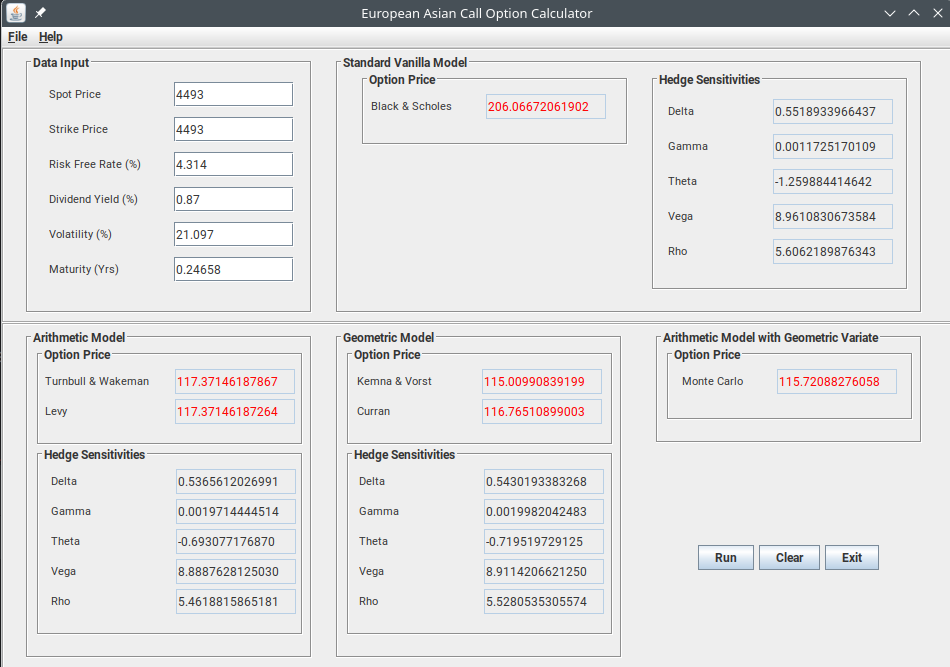 European Asian Call Option Calculator
File Help
Data Input
Spot Price 4493
Strike Price 4493
Risk Free Rate (%) 4.314
Dividend Yield (%) 0.87
Volatility (%) 21.097
Maturity (Yrs) 0.24658
Standard Vanilla Model
Option Price
Black & Scholes 206.06672061902
Hedge Sensitivities
Delta 0.5518933966437
Gamma 0.0011725170109
Theta -1.259884414642
Vega 8.9610830673584
Rho 5.6062189876343
Arithmetic Model
Option Price
Turnbull & Wakeman 117.37146187867
Levy 117.37146187264
Hedge Sensitivities
Delta 0.5365612026991
Gamma 0.0019714444514
Theta -0.693077176870
Vega 8.8887628125030
Rho 5.4618815865181
Geometric Model
Option Price
Kemna & Vorst 115.00990839199
Curran 116.76510899003
Hedge Sensitivities
Delta 0.5430193383268
Gamma 0.0019982042483
Theta -0.719519729125
Vega 8.9114206621250
Rho 5.5280535305574
Arithmetic Model with Geometric Variate
Option Price
Monte Carlo 115.72088276058
Run Clear Exit